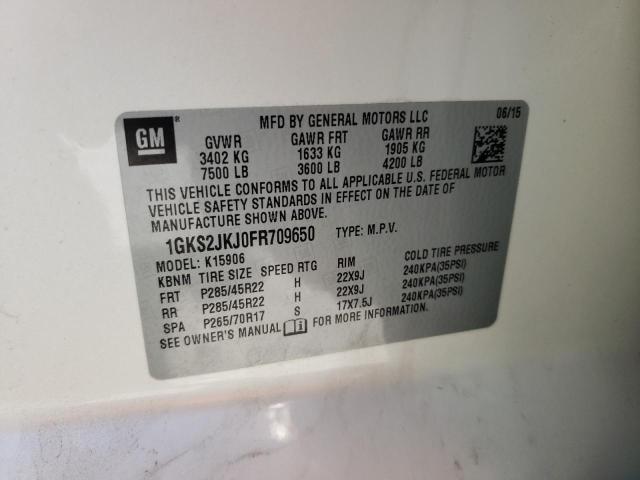 GM ®
MFD BY GENERAL MOTORS LLC 06/15
GVWR GAWR FRT GAWR RR
3402 KG 1633 KG 1905 KG
7500 LB 3600 LB 4200 LB
THIS VEHICLE CONFORMS TO ALL APPLICABLE U.S. FEDERAL MOTOR
VEHICLE SAFETY STANDARDS IN EFFECT ON THE DATE OF
MANUFACTURE SHOWN ABOVE.
1GKS2JKJ0FR709650 TYPE: M.P.V.
MODEL: K15906
KBNM TIRE SIZE SPEED RTG RIM COLD TIRE PRESSURE
FRT P285/45R22 H 22X9J 240KPA(35PSI)
RR P285/45R22 H 22X9J 240KPA(35PSI)
SPA P265/70R17 S 17X7.5J 240KPA(35PSI)
SEE OWNER'S MANUAL FOR MORE INFORMATION.